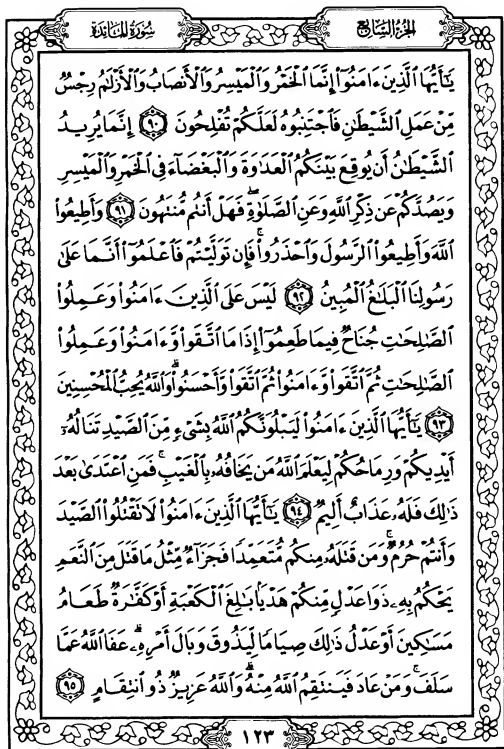 الجزء السابع
سورة المائدة
يَٰٓأَيُّهَا ٱلَّذِينَ ءَامَنُوٓا۟ إِنَّمَا ٱلْخَمْرُ وَٱلْمَيْسِرُ وَٱلْأَنصَابُ وَٱلْأَزْلَٰمُ رِجْسٌ
مِّنْ عَمَلِ ٱلشَّيْطَٰنِ فَٱجْتَنِبُوهُ لَعَلَّكُمْ تُفْلِحُونَ ٩٠ إِنَّمَا يُرِيدُ
ٱلشَّيْطَٰنُ أَن يُوقِعَ بَيْنَكُمُ ٱلْعَدَٰوَةَ وَٱلْبَغْضَآءَ فِى ٱلْخَمْرِ وَٱلْمَيْسِرِ
وَيَصُدَّكُمْ عَن ذِكْرِ ٱللَّهِ وَعَنِ ٱلصَّلَوٰةِ ۖ فَهَلْ أَنتُم مُّنتَهُونَ ٩١ وَأَطِيعُوا۟
ٱللَّهَ وَأَطِيعُوا۟ ٱلرَّسُولَ وَٱحْذَرُوا۟ ۚ فَإِن تَوَلَّيْتُمْ فَٱعْلَمُوٓا۟ أَنَّمَا عَلَىٰ
رَسُولِنَا ٱلْبَلَٰغُ ٱلْمُبِينُ ٩٢ لَيْسَ عَلَى ٱلَّذِينَ ءَامَنُوا۟ وَعَمِلُوا۟
ٱلصَّٰلِحَٰتِ جُنَاحٌ فِيمَا طَعِمُوٓا۟ إِذَا مَا ٱتَّقَوا۟ وَّءَامَنُوا۟ وَعَمِلُوا۟
ٱلصَّٰلِحَٰتِ ثُمَّ ٱتَّقَوا۟ وَّءَامَنُوا۟ ثُمَّ ٱتَّقَوا۟ وَّأَحْسَنُوا۟ ۗ وَٱللَّهُ يُحِبُّ ٱلْمُحْسِنِينَ
٩٣ يَٰٓأَيُّهَا ٱلَّذِينَ ءَامَنُوا۟ لَيَبْلُوَنَّكُمُ ٱللَّهُ بِشَىْءٍ مِّنَ ٱلصَّيْدِ تَنَالُهُۥٓ
أَيْدِيكُمْ وَرِمَاحُكُمْ لِيَعْلَمَ ٱللَّهُ مَن يَخَافُهُۥ بِٱلْغَيْبِ ۚ فَمَنِ ٱعْتَدَىٰ بَعْدَ
ذَٰلِكَ فَلَهُۥ عَذَابٌ أَلِيمٌ ٩٤ يَٰٓأَيُّهَا ٱلَّذِينَ ءَامَنُوا۟ لَا تَقْتُلُوا۟ ٱلصَّيْدَ
وَأَنتُمْ حُرُمٌ ۚ وَمَن قَتَلَهُۥ مِنكُم مُّتَعَمِّدًا فَجَزَآءٌ مِّثْلُ مَا قَتَلَ مِنَ ٱلنَّعَمِ
يَحْكُمُ بِهِۦ ذَوَا عَدْلٍ مِّنكُمْ هَدْيًۢا بَٰلِغَ ٱلْكَعْبَةِ أَوْ كَفَّٰرَةٌ طَعَامُ
مَسَٰكِينَ أَوْ عَدْلُ ذَٰلِكَ صِيَامًا لِّيَذُوقَ وَبَالَ أَمْرِهِۦ ۗ عَفَا ٱللَّهُ عَمَّا
سَلَفَ ۚ وَمَنْ عَادَ فَيَنتَقِمُ ٱللَّهُ مِنْهُ ۗ وَٱللَّهُ عَزِيزٌ ذُو ٱنتِقَامٍ ٩٥
١٢٣